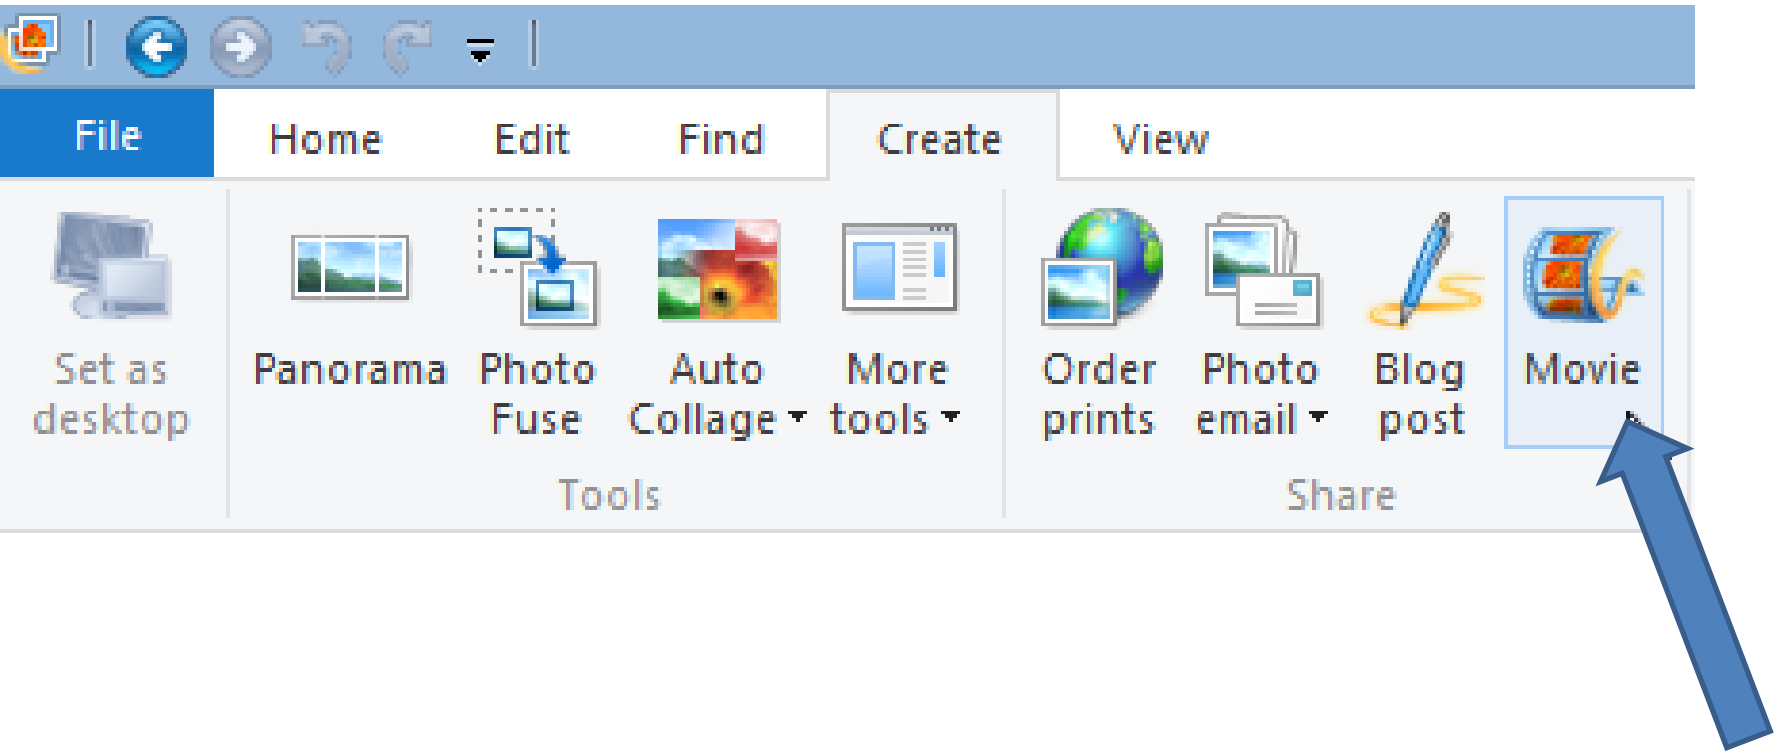 File Home Edit Find Create View
Set as
desktop
Panorama
Photo
Fuse
Auto
Collage
More
tools
Order
prints
Photo
email
Blog
post
Movie
Tools
Share